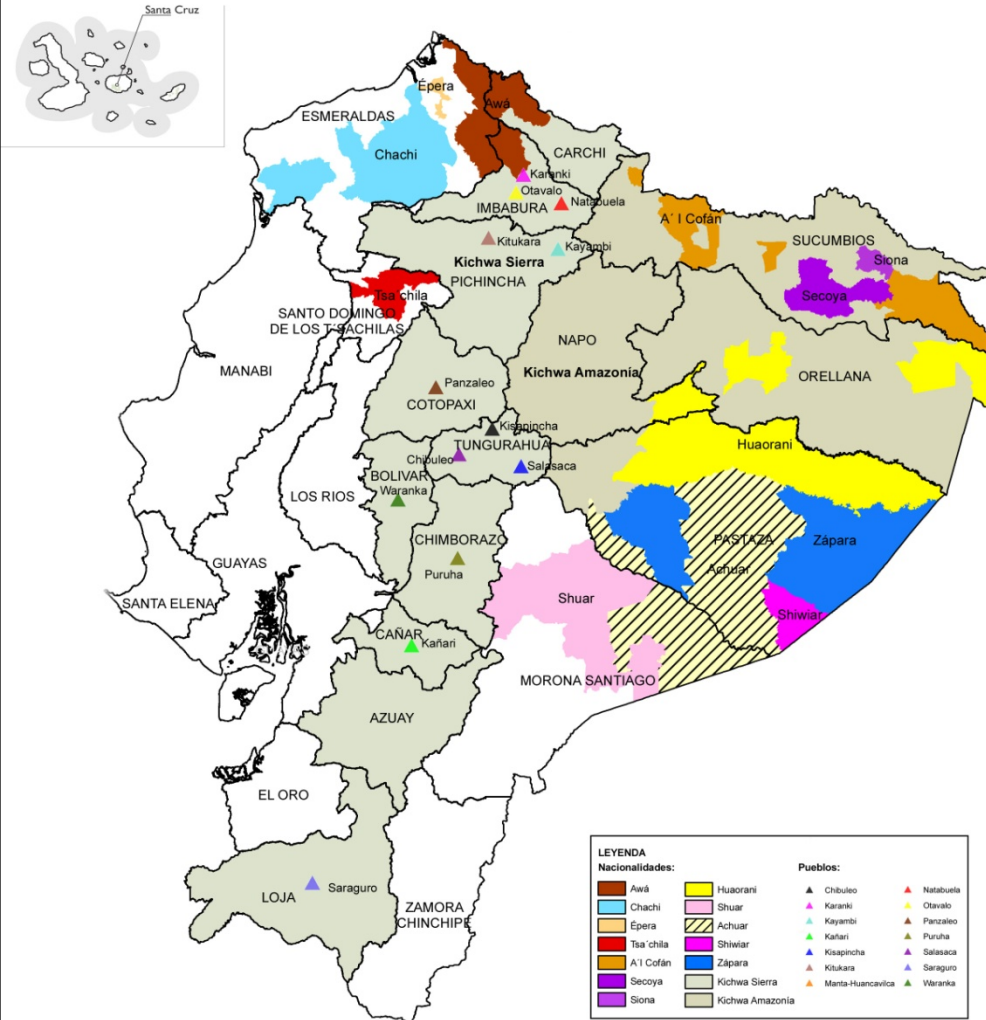 Santa Cruz
Épera
ESMERALDAS
Awá
Chachi
CARCHI
Karanki
Otavalo
Natabuela
IMBABURA
A´ I Cofán
Kitukara
Kayambi
SUCUMBIOS
Kichwa Sierra
Siona
PICHINCHA
Tsa´chila
Secoya
SANTO DOMINGO
DE LOS T´SACHILAS
NAPO
MANABI
Kichwa Amazonía
ORELLANA
Panzaleo
COTOPAXI
Kisapincha
TUNGURAHUA
Huaorani
Chibuleo
Salasaca
BOLIVAR
Waranka
LOS RIOS
CHIMBORAZO
PASTAZA
Zápara
GUAYAS
Achuar
Puruha
SANTA ELENA
Shuar
Shiwiar
CAÑAR
Kañari
MORONA SANTIAGO
AZUAY
EL ORO
Saraguro
LOJA
ZAMORA
CHINCHIPE
LEYENDA
Nacionalidades:
Awá
Chachi
Épera
Tsa´chila
A´I Cofán
Secoya
Siona
Huaorani
Shuar
Achuar
Shiwiar
Zápara
Kichwa Sierra
Kichwa Amazonía
Pueblos:
Chibuleo
Karanki
Kayambi
Kañari
Kisapincha
Kitukara
Manta-Huancavilca
Natabuela
Otavalo
Panzaleo
Puruha
Salasaca
Saraguro
Waranka